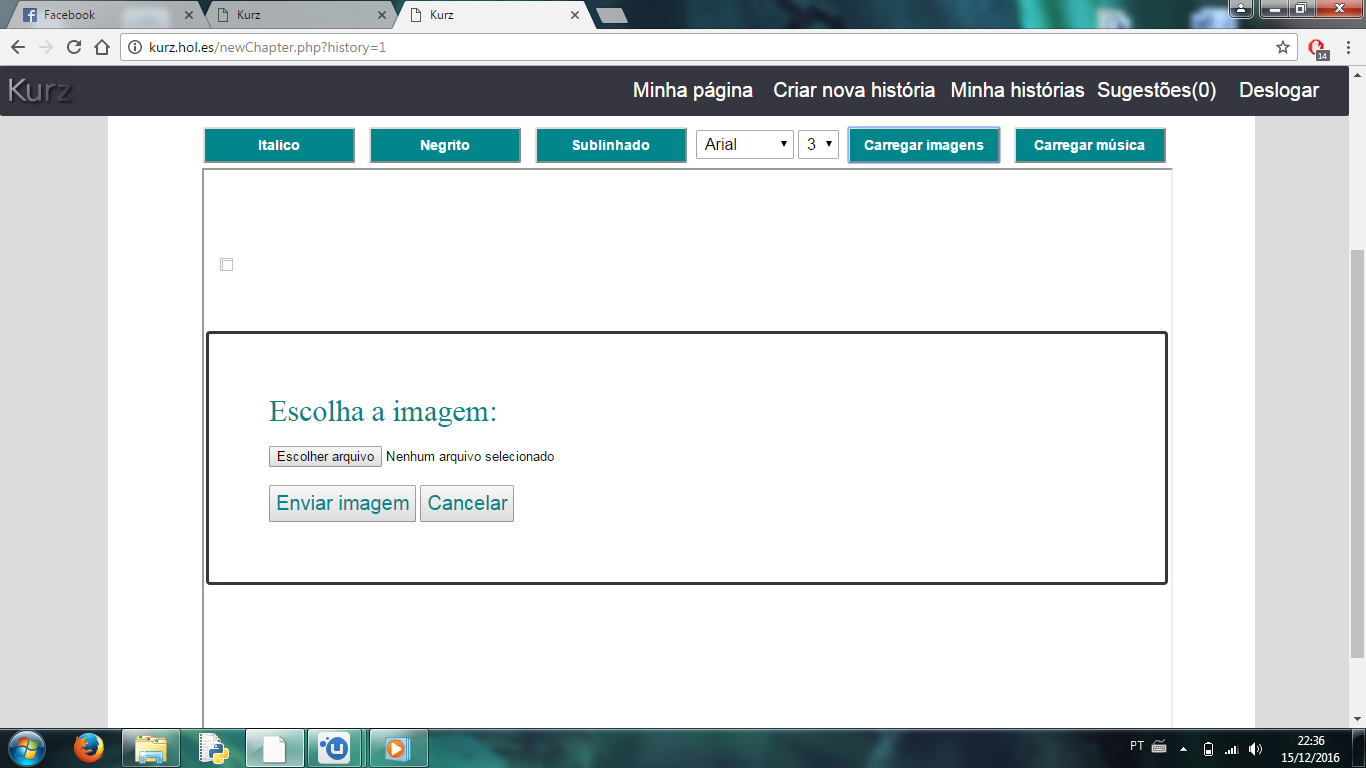 Facebook
Kurz
Kurz
kurz.hol.es/newChapter.php?history=1
14
Kurz
Minha página Criar nova história Minha histórias Sugestões(0) Deslogar
Italico Negrito Sublinhado Arial 3 Carregar imagens Carregar música
Escolha a imagem:
Escolher arquivo Nenhum arquivo selecionado
Enviar imagem Cancelar
PT
22:36
15/12/2016